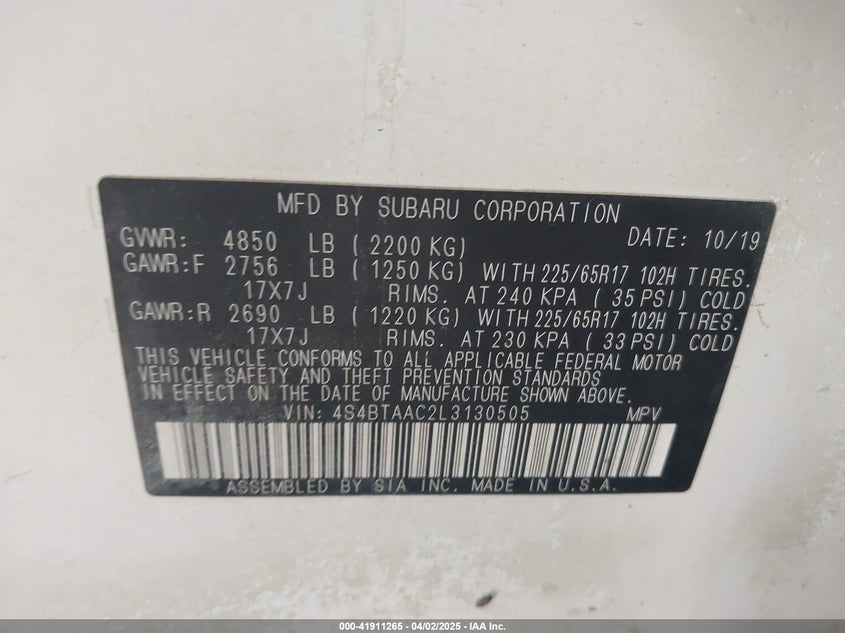 MFD BY SUBARU CORPORATION
GVWR: 4850 LB ( 2200 KG) DATE: 10/19
GAWR:F 2756 LB ( 1250 KG) WITH 225/65R17 102H TIRES.
17X7J RIMS. AT 240 KPA ( 35 PSI) COLD
GAWR:R 2690 LB ( 1220 KG) WITH 225/65R17 102H TIRES.
17X7J RIMS. AT 230 KPA ( 33 PSI) COLD
THIS VEHICLE CONFORMS TO ALL APPLICABLE FEDERAL MOTOR
VEHICLE SAFETY AND THEFT PREVENTION STANDARDS
IN EFFECT ON THE DATE OF MANUFACTURE SHOWN ABOVE.
VIN: 4S4BTAAC2L3130505 MPV
ASSEMBLED BY SIA INC. MADE IN U.S.A.
000-41911265 - 04/02/2025 - IAA Inc.